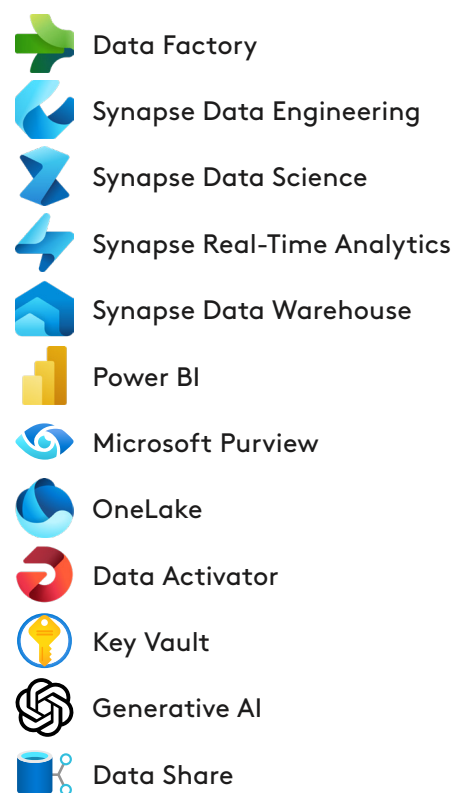 Data Factory
Synapse Data Engineering
Synapse Data Science
Synapse Real-Time Analytics
Synapse Data Warehouse
Power BI
Microsoft Purview
OneLake
Data Activator
Key Vault
Generative AI
Data Share